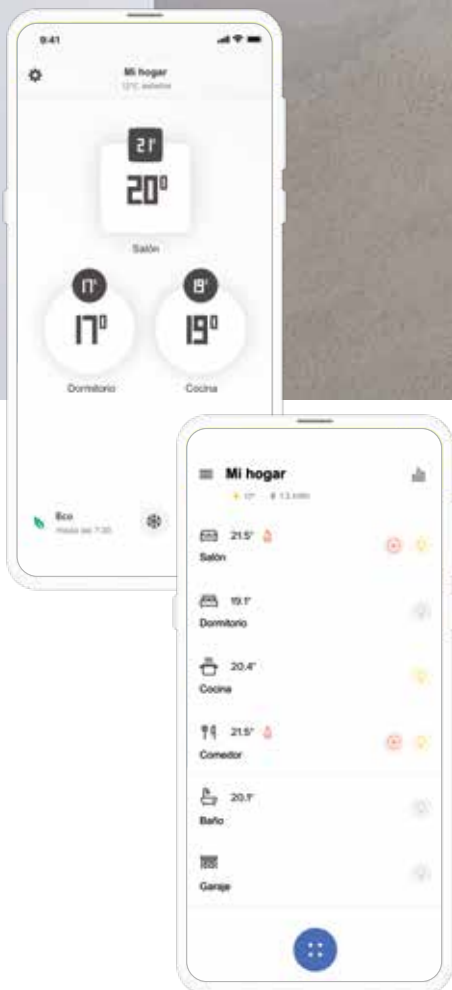 9:41
Mi hogar
12°C exterior
21°
20°
Salón
17°
17°
Dormitorio
19°
19°
Cocina
Eco
Hasta las 7:30
Mi hogar
21.5°
Salón
19.1°
Dormitorio
20.4°
Cocina
21.5°
Comedor
20.1°
Baño
Garaje